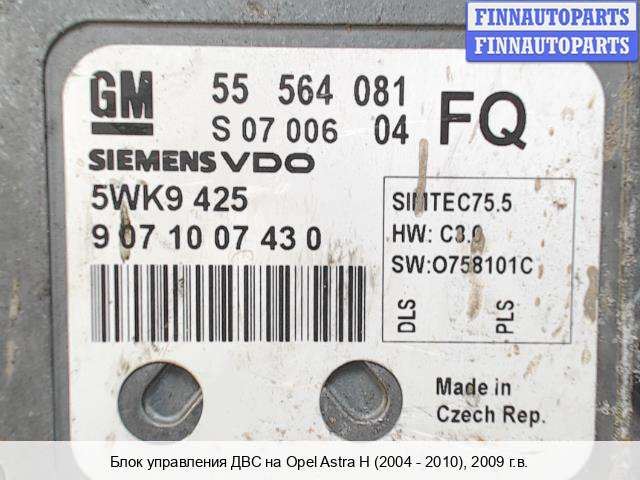 FINNAUTOPARTS
FINNAUTOPARTS
GM 55 564 081
S 07 006 04 FQ
SIEMENS VDO
5WK9 425
9 07 10 07 43 0
SIMTEC75.5
HW: C3.0
SW:O758101C
DLS PLS
Made in
Czech Rep.
Блок управления ДВС на Opel Astra H (2004 - 2010), 2009 г.в.